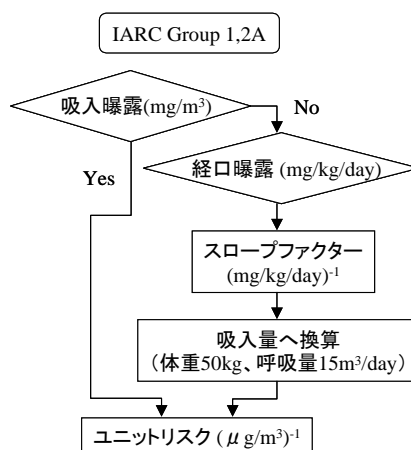 IARC Group 1,2A
吸入曝露(mg/m³)
No
Yes
経口曝露 (mg/kg/day)
スロープファクター
(mg/kg/day)⁻¹
吸入量へ換算
（体重50kg、呼吸量15m³/day）
ユニットリスク (μg/m³)⁻¹